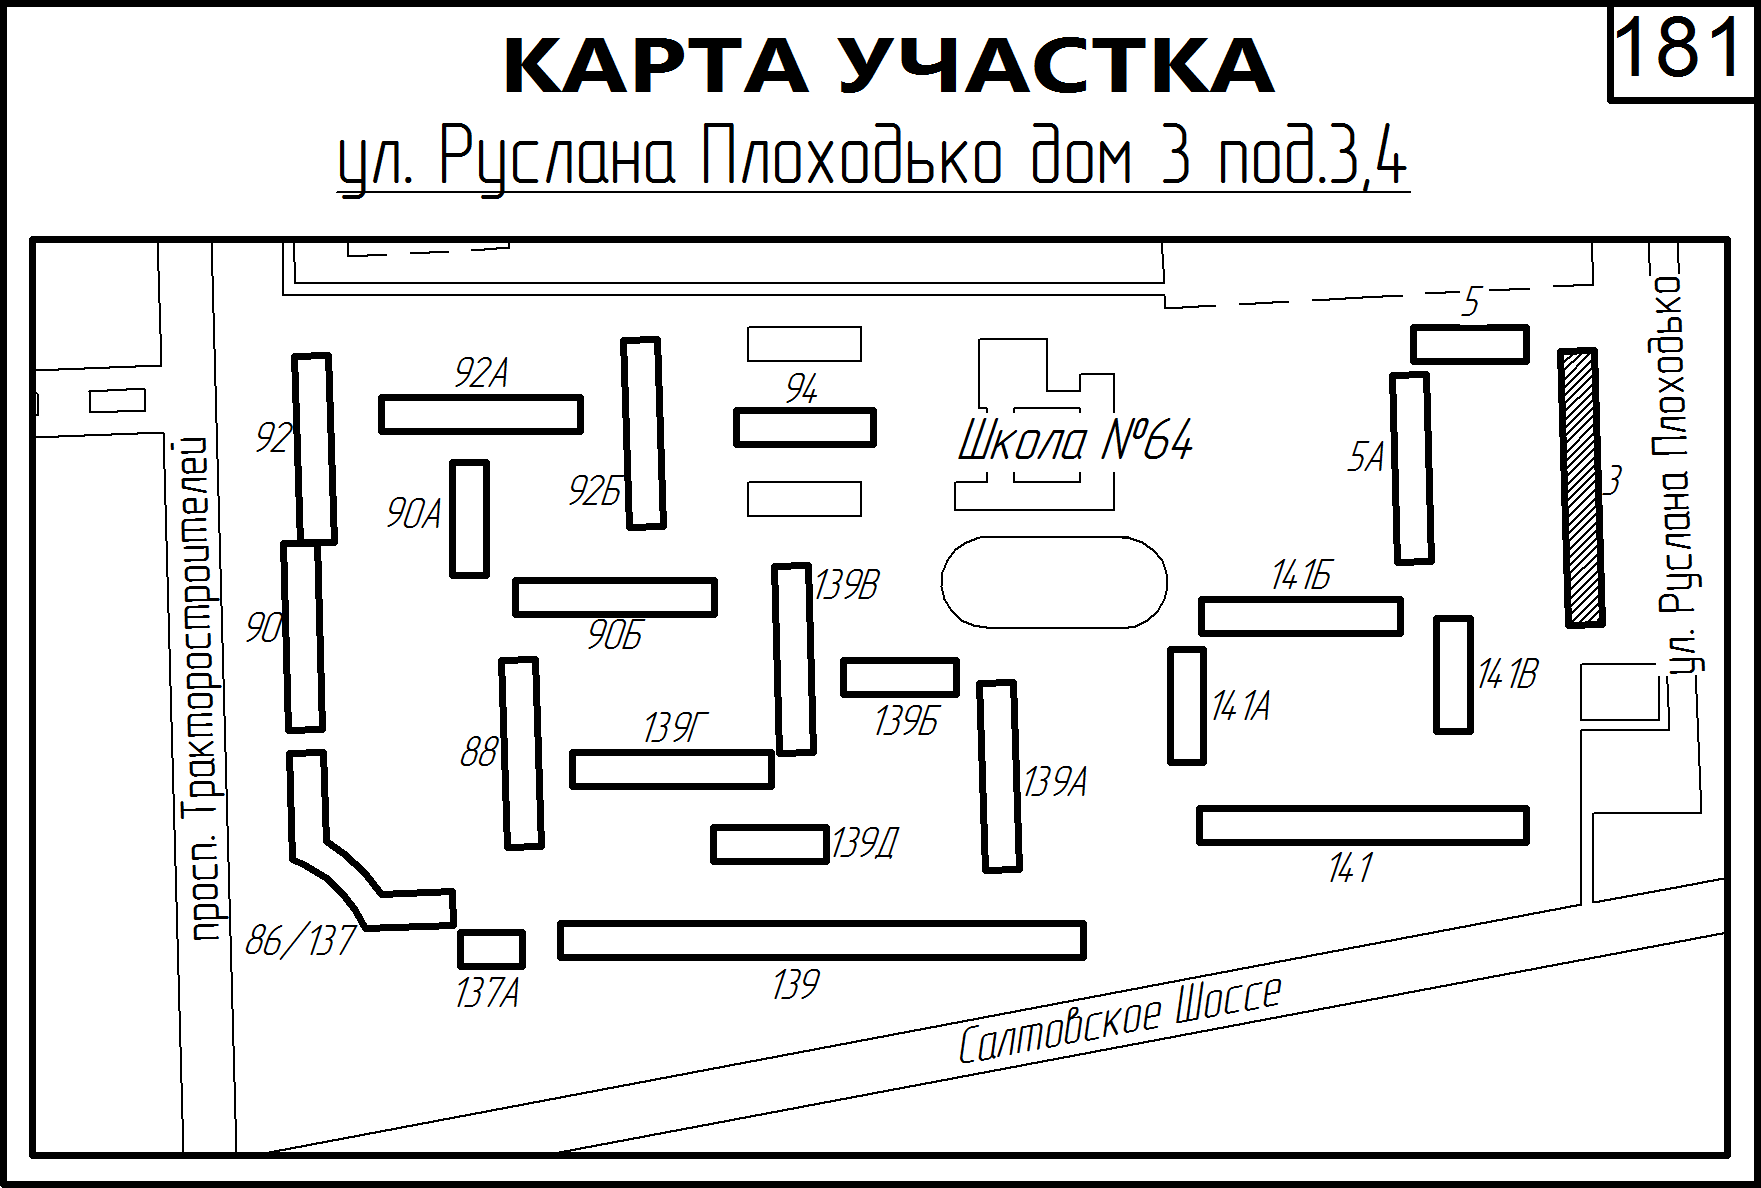 181
КАРТА УЧАСТКА
ул. Руслана Плоходько дом 3 под.3,4
5
92А
94
92
Школа №64
5А
3
90А
92Б
ул. Руслана Плоходько
просп. Тракторостроителей
139В
141Б
90
90Б
141В
141А
139Б
139Г
88
139А
139Д
141
86/137
137А
139
Салтовское Шоссе